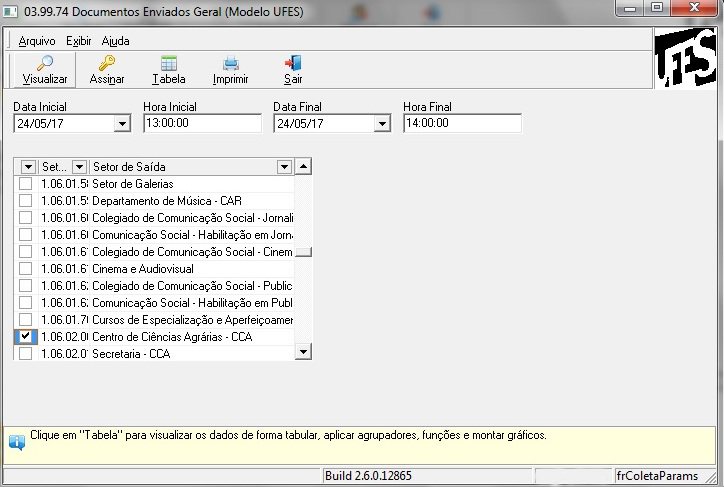 03.99.74 Documentos Enviados Geral (Modelo UFES)
Arquivo Exibir Ajuda
UFES
Visualizar Assinar Tabela Imprimir Sair
Data Inicial Hora Inicial Data Final Hora Final
24/05/17 13:00:00 24/05/17 14:00:00
Set... Setor de Saída
1.06.01.5 Setor de Galerias
1.06.01.5 Departamento de Música - CAR
1.06.01.6 Colegiado de Comunicação Social - Jornali
1.06.01.6 Comunicação Social - Habilitação em Jorna
1.06.01.6 Colegiado de Comunicação Social - Cinem
1.06.01.6 Cinema e Audiovisual
1.06.01.6 Colegiado de Comunicação Social - Public
1.06.01.6 Comunicação Social - Habilitação em Publ
1.06.01.7 Cursos de Especialização e Aperfeiçoamer
1.06.02.0 Centro de Ciências Agrárias - CCA
1.06.02.0 Secretaria - CCA
Clique em "Tabela" para visualizar os dados de forma tabular, aplicar agrupadores, funções e montar gráficos.
Build 2.6.0.12865 frColetaParams